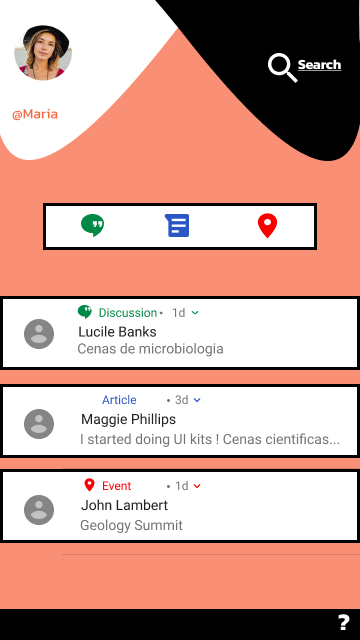 Search
@Maria
Discussion • 1d
Lucile Banks
Cenas de microbiologia
Article • 3d
Maggie Phillips
I started doing UI kits ! Cenas cientificas...
Event • 1d
John Lambert
Geology Summit
?